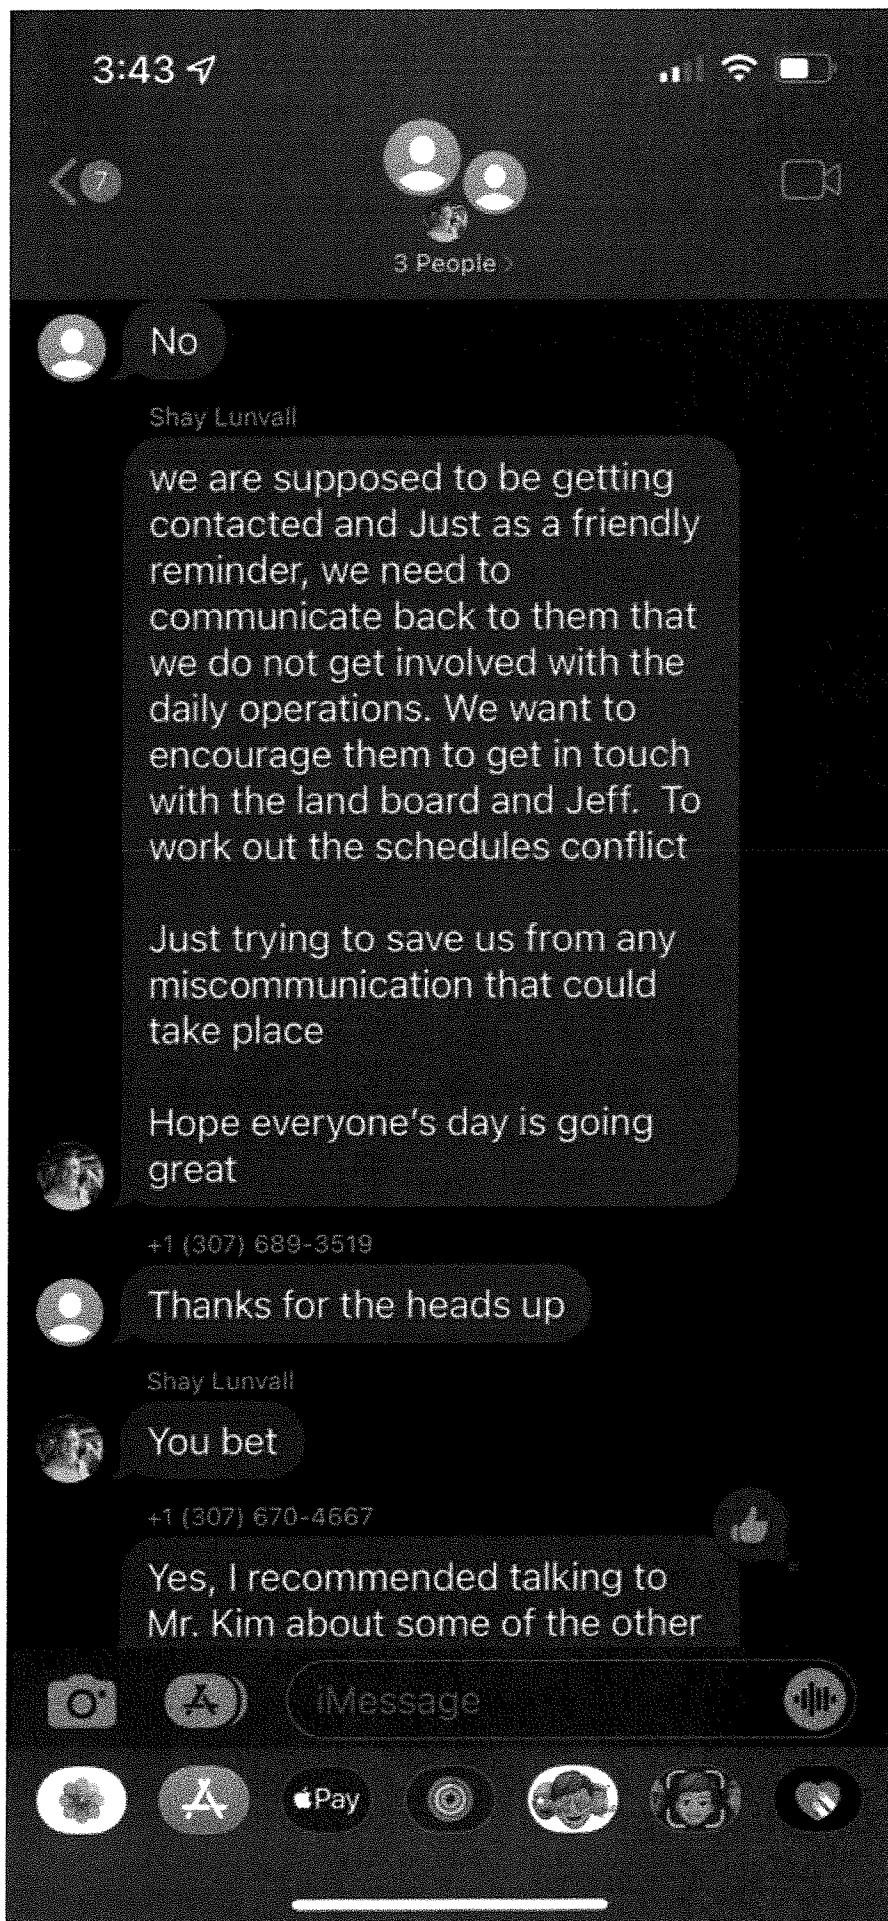 3:43
7
3 People
No
Shay Lunvall
we are supposed to be getting
contacted and Just as a friendly
reminder, we need to
communicate back to them that
we do not get involved with the
daily operations. We want to
encourage them to get in touch
with the land board and Jeff.  To
work out the schedules conflict
Just trying to save us from any
miscommunication that could
take place
Hope everyone's day is going
great
+1 (307) 689-3519
Thanks for the heads up
Shay Lunvall
You bet
+1 (307) 670-4667
Yes, I recommended talking to
Mr. Kim about some of the other
iMessage
Pay